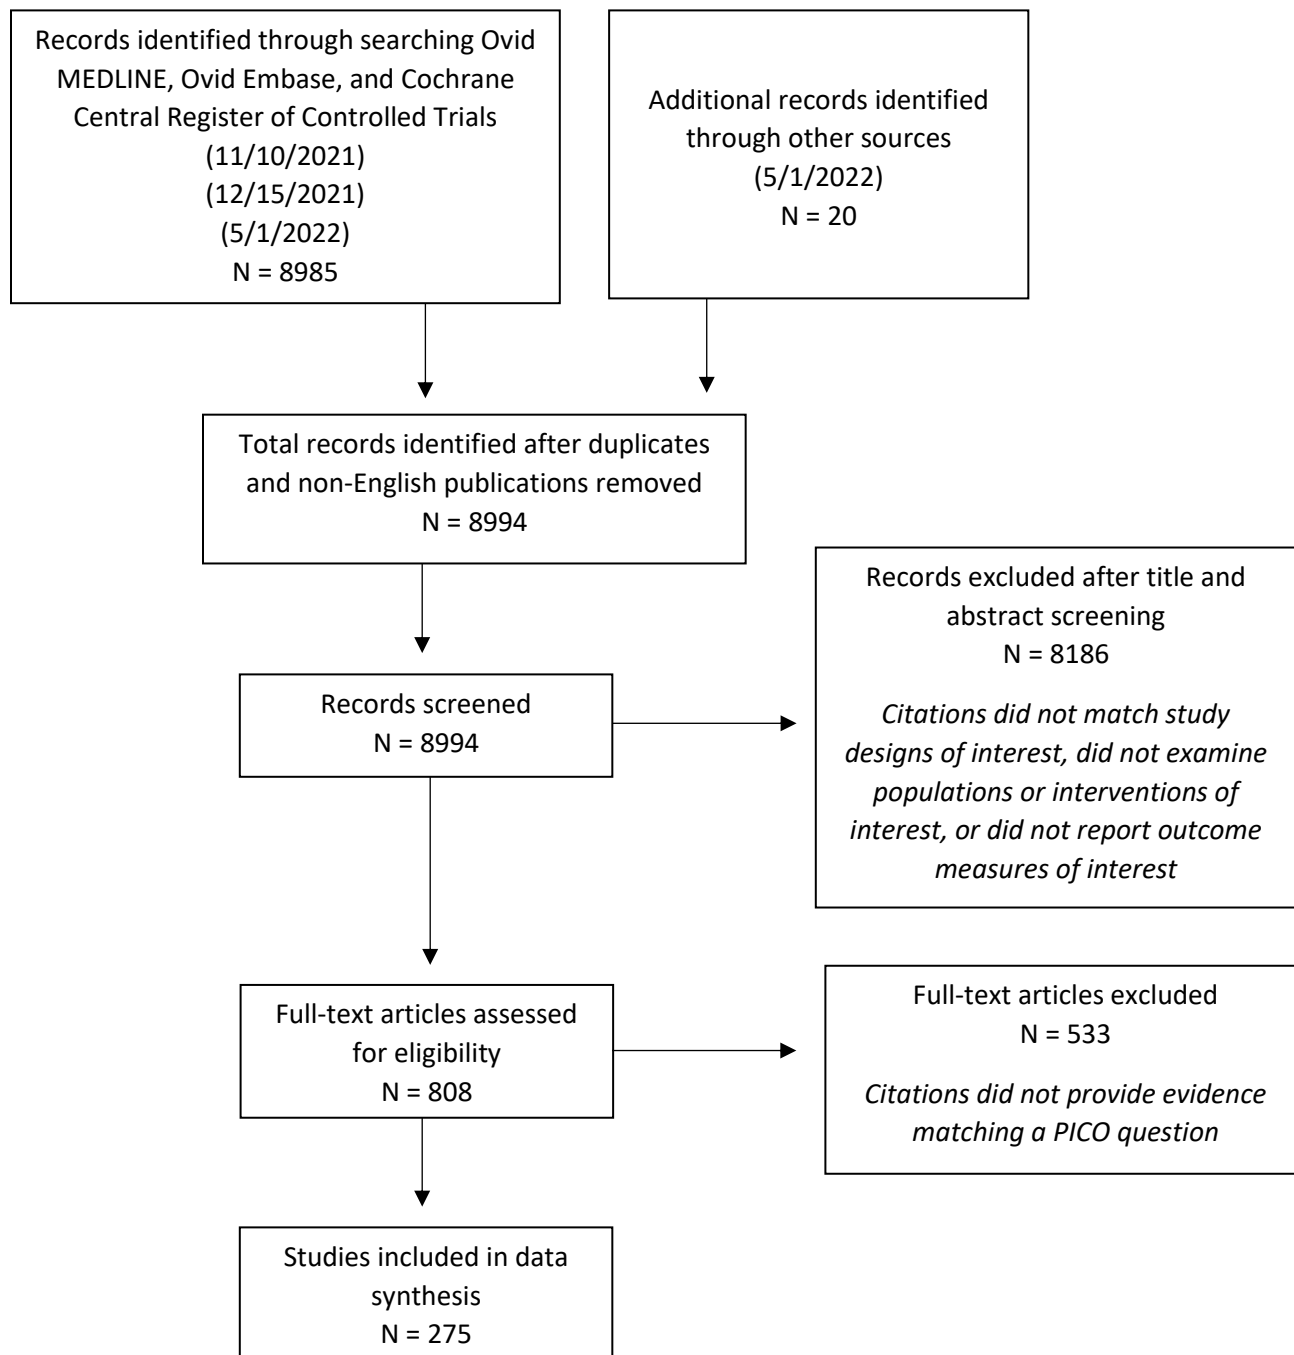 Records identified through searching Ovid
MEDLINE, Ovid Embase, and Cochrane
Central Register of Controlled Trials
(11/10/2021)
(12/15/2021)
(5/1/2022)
N = 8985
Additional records identified
through other sources
(5/1/2022)
N = 20
Total records identified after duplicates
and non-English publications removed
N = 8994
Records excluded after title and
abstract screening
N = 8186
Citations did not match study
designs of interest, did not examine
populations or interventions of
interest, or did not report outcome
measures of interest
Records screened
N = 8994
Full-text articles assessed
for eligibility
N = 808
Full-text articles excluded
N = 533
Citations did not provide evidence
matching a PICO question
Studies included in data
synthesis
N = 275